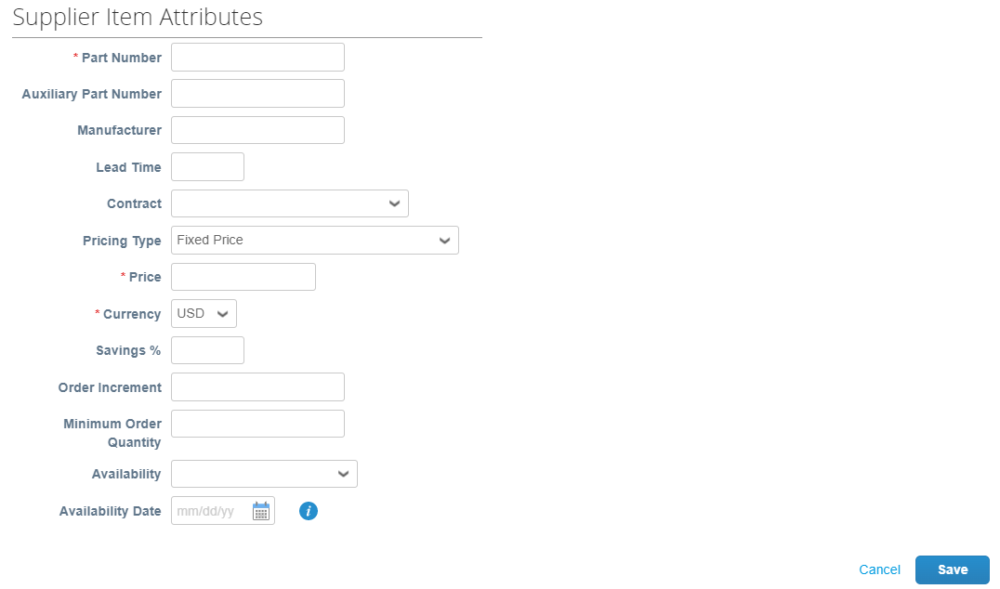 Supplier Item Attributes
* Part Number
Auxiliary Part Number
Manufacturer
Lead Time
Contract
Pricing Type Fixed Price
* Price
* Currency USD
Savings %
Order Increment
Minimum Order
Quantity
Availability
Availability Date mm/dd/yy i
Cancel Save